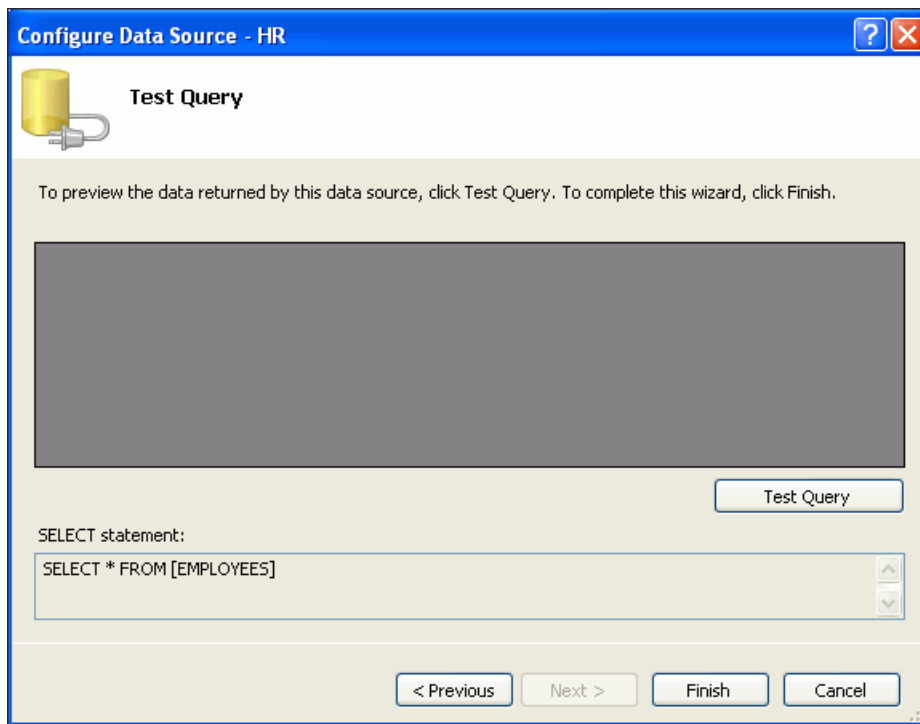 Configure Data Source - HR
?
Test Query
To preview the data returned by this data source, click Test Query. To complete this wizard, click Finish.
Test Query
SELECT statement:
SELECT * FROM [EMPLOYEES]
< Previous
Next >
Finish
Cancel